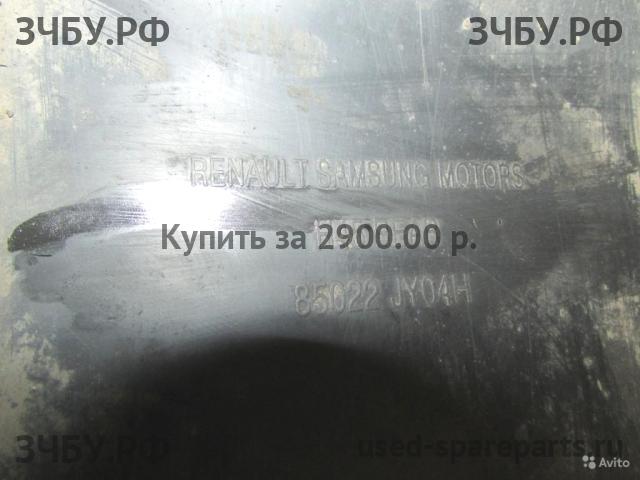 ЗЧБУ.РФ ЗЧБУ.РФ
RENAULT SAMSUNG MOTORS
Купить за 2900.00 р.
85022 JY04H
ЗЧБУ.РФ used-spareparts.ru
Avito